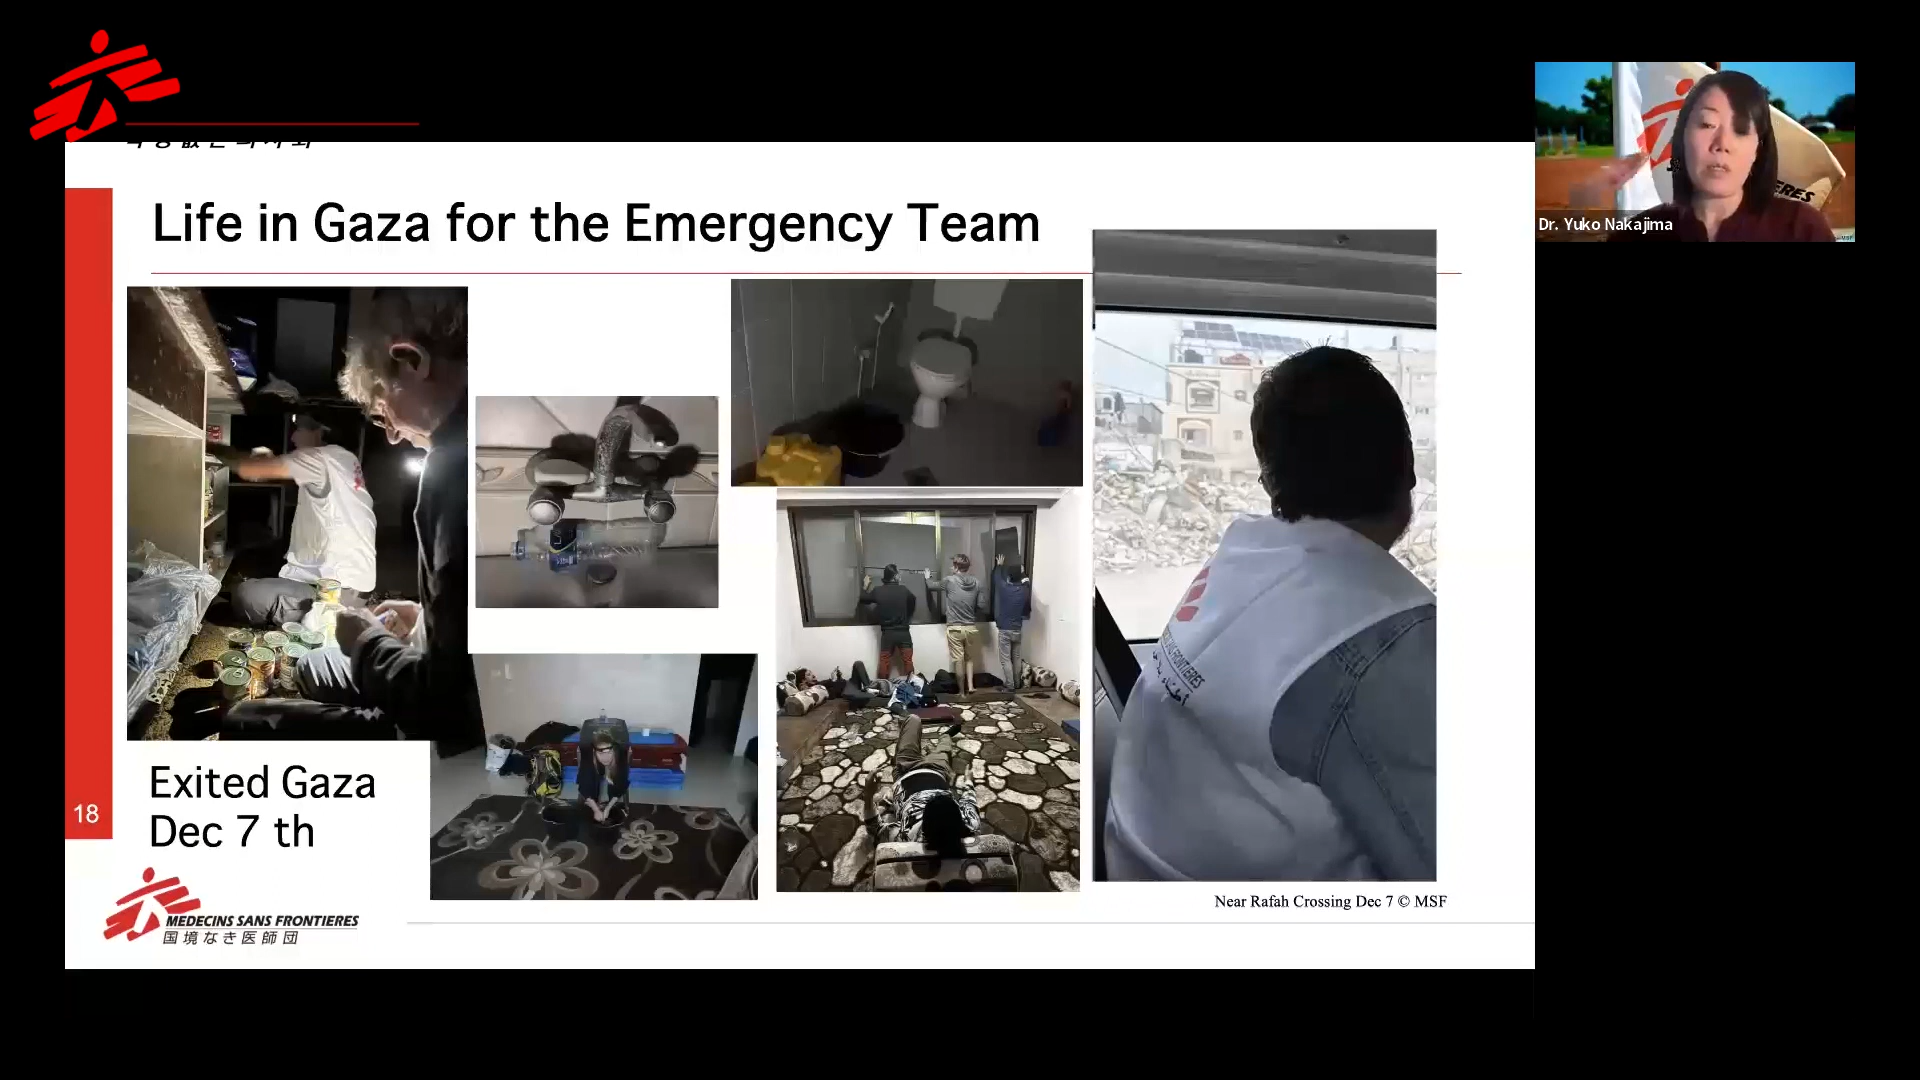 Life in Gaza for the Emergency Team
Dr. Yuko Nakajima
Exited Gaza
Dec 7 th
18
MEDECINS SANS FRONTIERES
国境なき医師団
Near Rafah Crossing Dec 7 © MSF